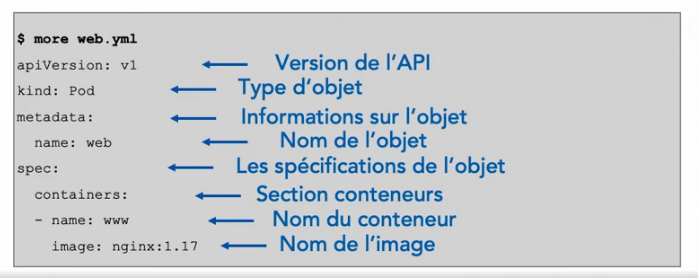 $ more web.yml
apiVersion: v1 Version de l'API
kind: Pod Type d'objet
metadata: Informations sur l'objet
name: web Nom de l'objet
spec: Les spécifications de l'objet
containers: Section conteneurs
- name: www Nom du conteneur
image: nginx:1.17 Nom de l'image